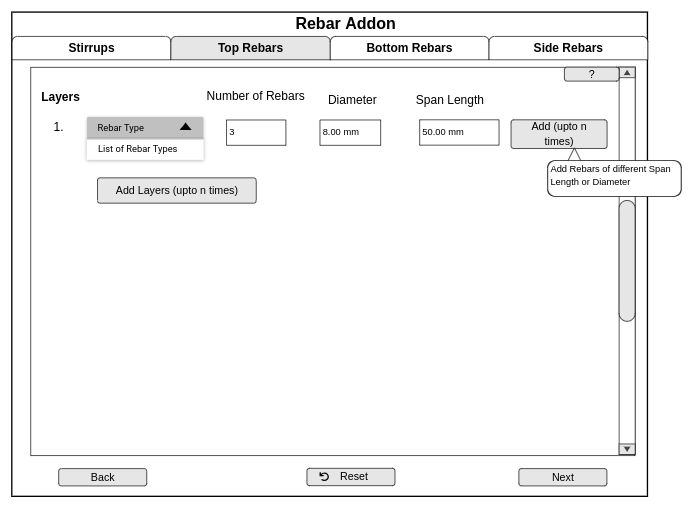 Rebar Addon
Stirrups
Top Rebars
Bottom Rebars
Side Rebars
?
Layers
Number of Rebars
Diameter
Span Length
1.
Rebar Type
3
8.00 mm
50.00 mm
Add (upto n
times)
List of Rebar Types
Add Rebars of different Span
Length or Diameter
Add Layers (upto n times)
Back
Reset
Next